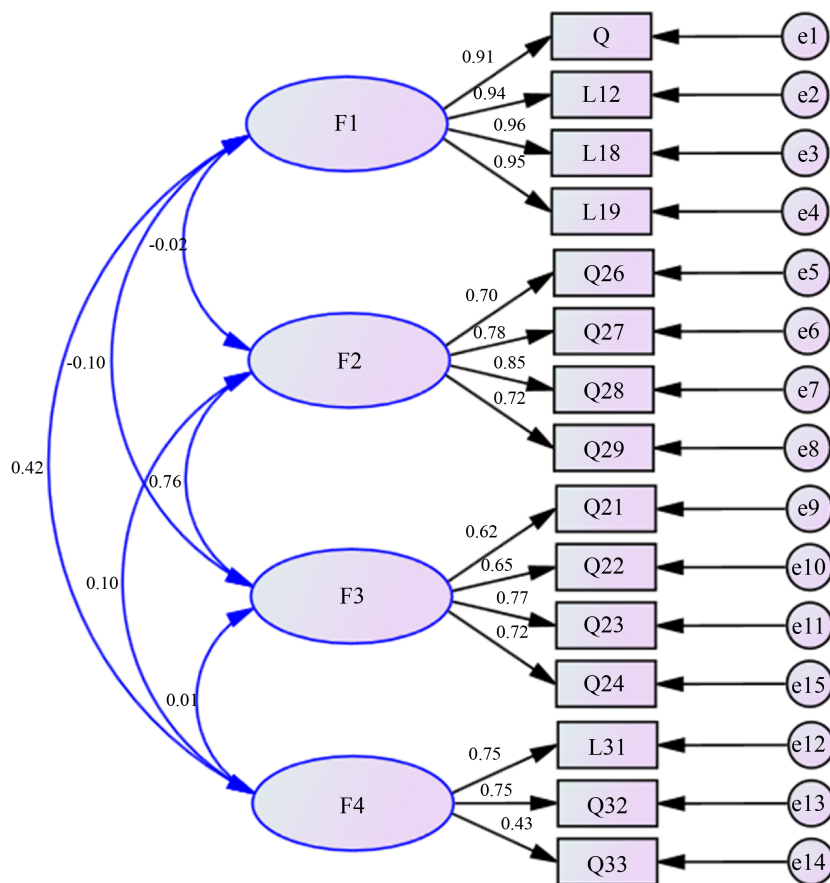 Q
e1
0.91
L12
e2
0.94
F1
0.96
L18
e3
0.95
L19
e4
-0.02
Q26
e5
0.70
Q27
e6
0.78
F2
0.85
Q28
e7
0.72
Q29
e8
-0.10
0.42
0.76
Q21
e9
0.62
Q22
e10
0.65
0.10
F3
0.77
Q23
e11
0.72
Q24
e15
0.01
L31
e12
0.75
F4
0.75
Q32
e13
0.43
Q33
e14